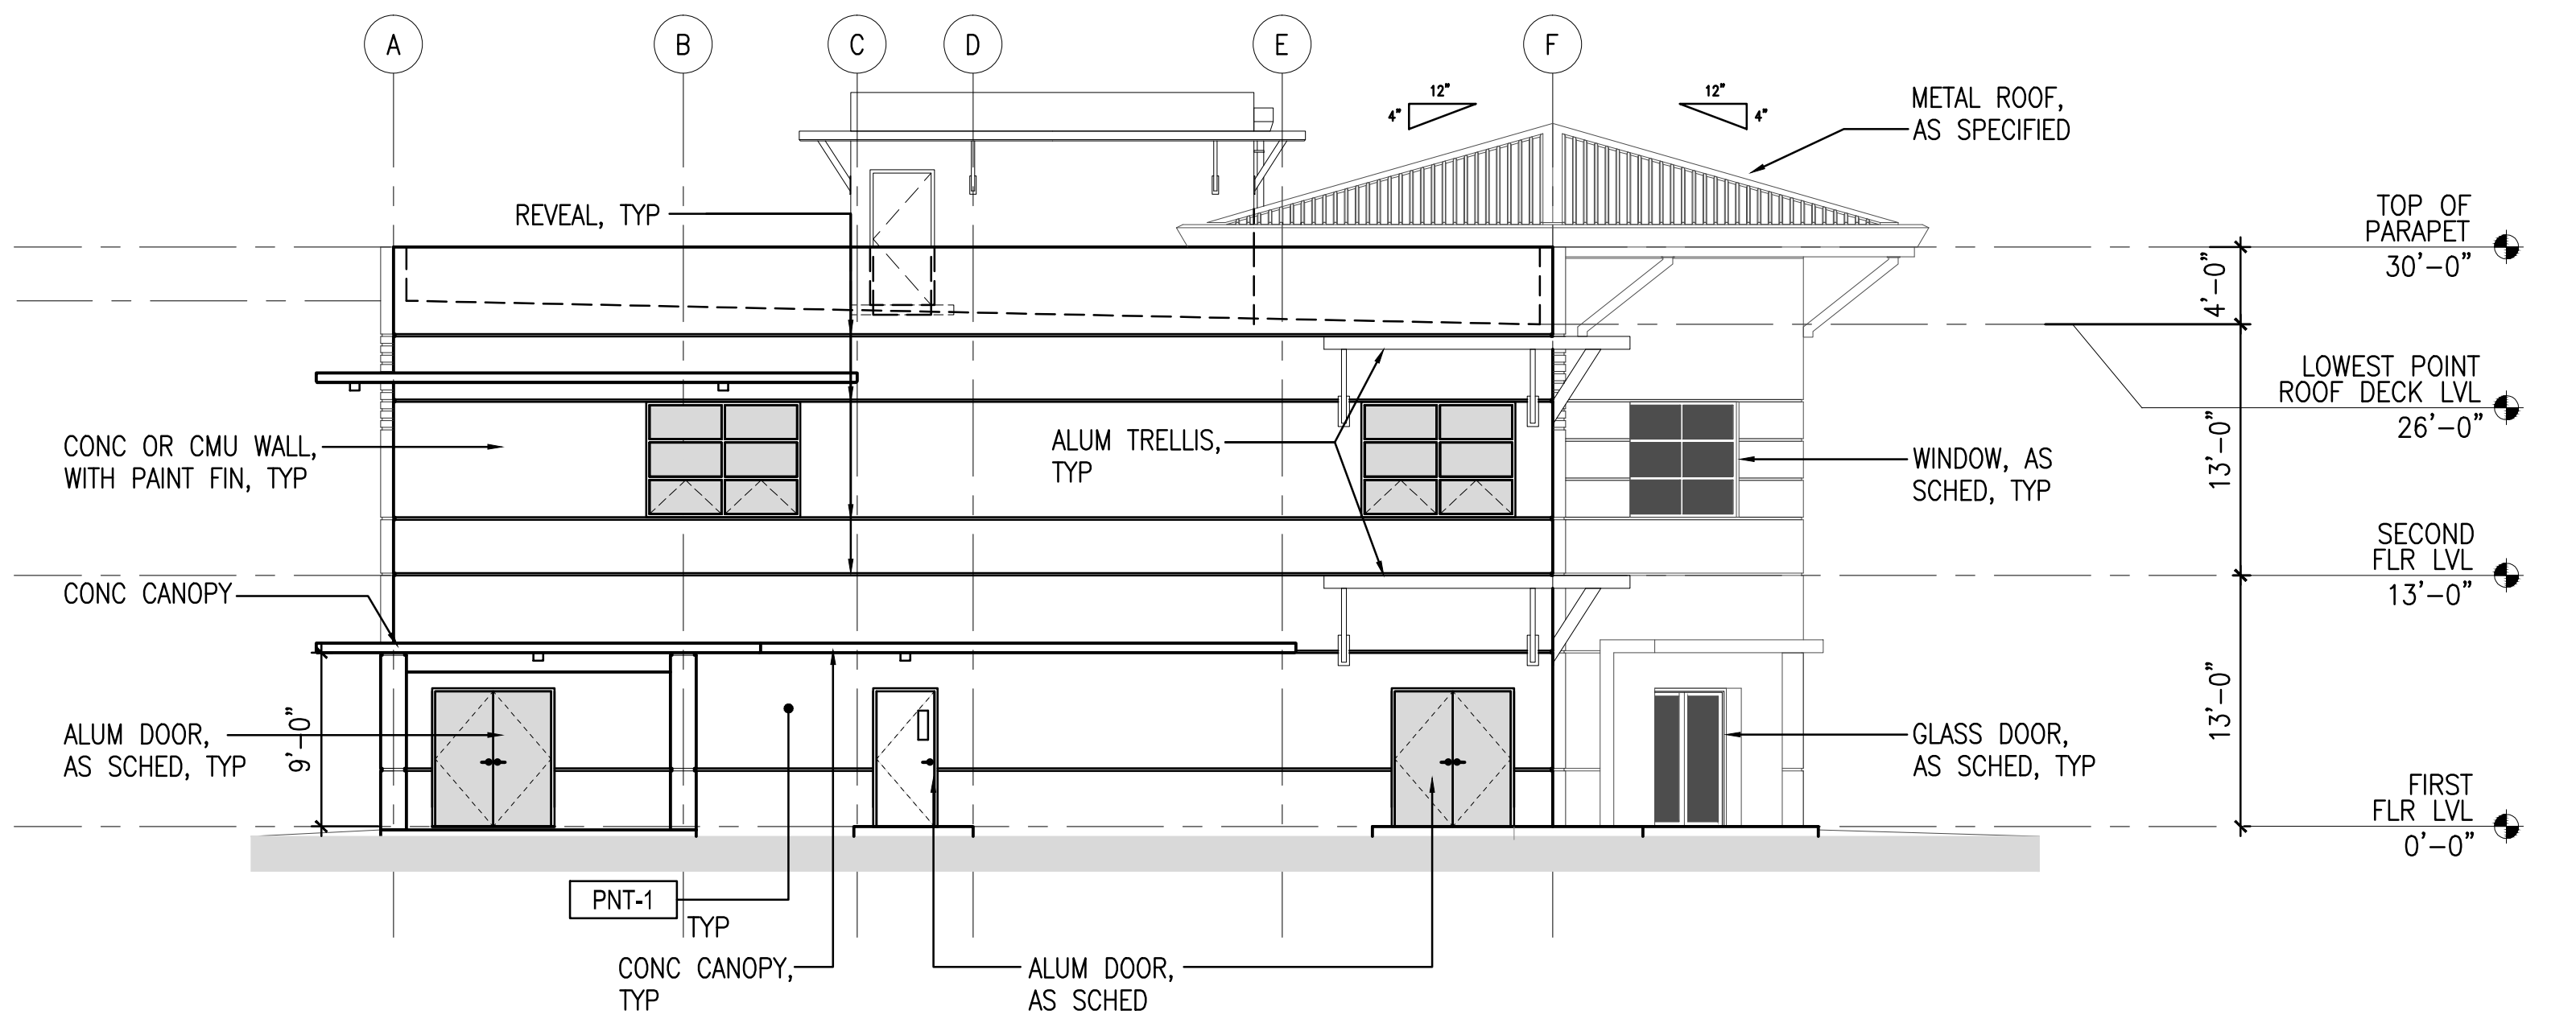 A
B
C
D
E
F
12"
4"
12"
4"
METAL ROOF,
AS SPECIFIED
REVEAL, TYP
TOP OF
PARAPET
30'-0"
4'-0"
LOWEST POINT
ROOF DECK LVL
26'-0"
CONC OR CMU WALL,
WITH PAINT FIN, TYP
ALUM TRELLIS,
TYP
WINDOW, AS
SCHED, TYP
13'-0"
SECOND
FLR LVL
13'-0"
CONC CANOPY
ALUM DOOR,
AS SCHED, TYP
9'-0"
GLASS DOOR,
AS SCHED, TYP
13'-0"
FIRST
FLR LVL
0'-0"
PNT-1
TYP
CONC CANOPY,
TYP
ALUM DOOR,
AS SCHED